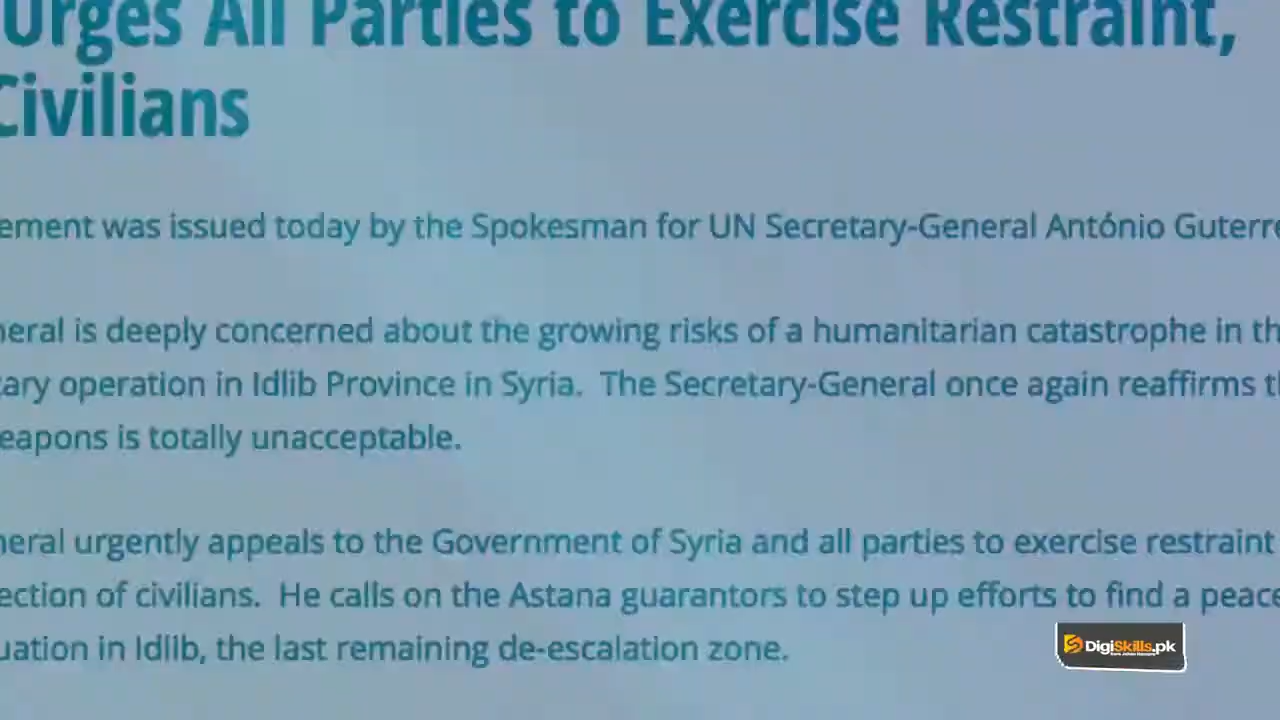 Urges All Parties to Exercise Restraint,
Civilians
ement was issued today by the Spokesman for UN Secretary-General António Guterre
neral is deeply concerned about the growing risks of a humanitarian catastrophe in th
tary operation in Idlib Province in Syria. The Secretary-General once again reaffirms th
eapons is totally unacceptable.
neral urgently appeals to the Government of Syria and all parties to exercise restraint
ection of civilians. He calls on the Astana guarantors to step up efforts to find a peace
uation in Idlib, the last remaining de-escalation zone.
DigiSkills.pk